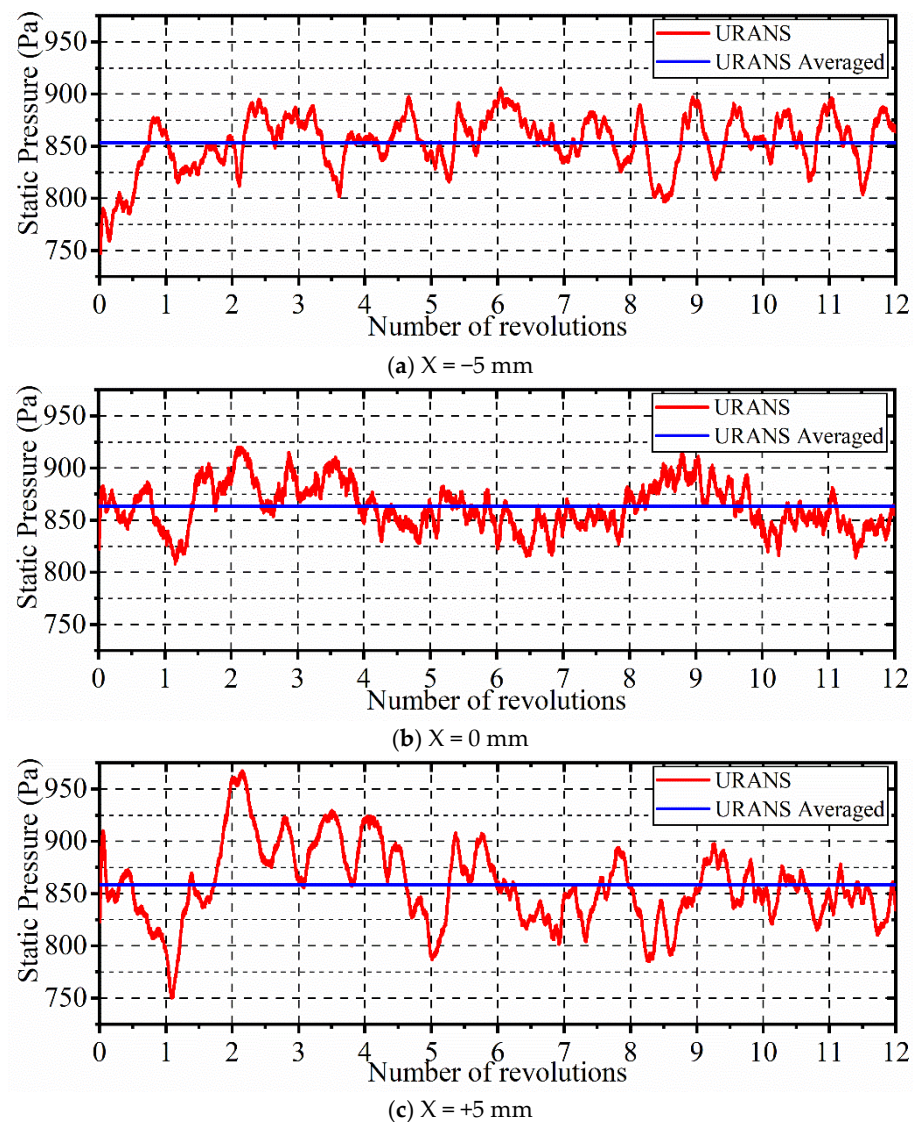 Static Pressure (Pa)
950
900
850
800
750
URANS
URANS Averaged
0 1 2 3 4 5 6 7 8 9 10 11 12
Number of revolutions
(a) X = −5 mm
Static Pressure (Pa)
950
900
850
800
750
URANS
URANS Averaged
0 1 2 3 4 5 6 7 8 9 10 11 12
Number of revolutions
(b) X = 0 mm
Static Pressure (Pa)
950
900
850
800
750
URANS
URANS Averaged
0 1 2 3 4 5 6 7 8 9 10 11 12
Number of revolutions
(c) X = +5 mm